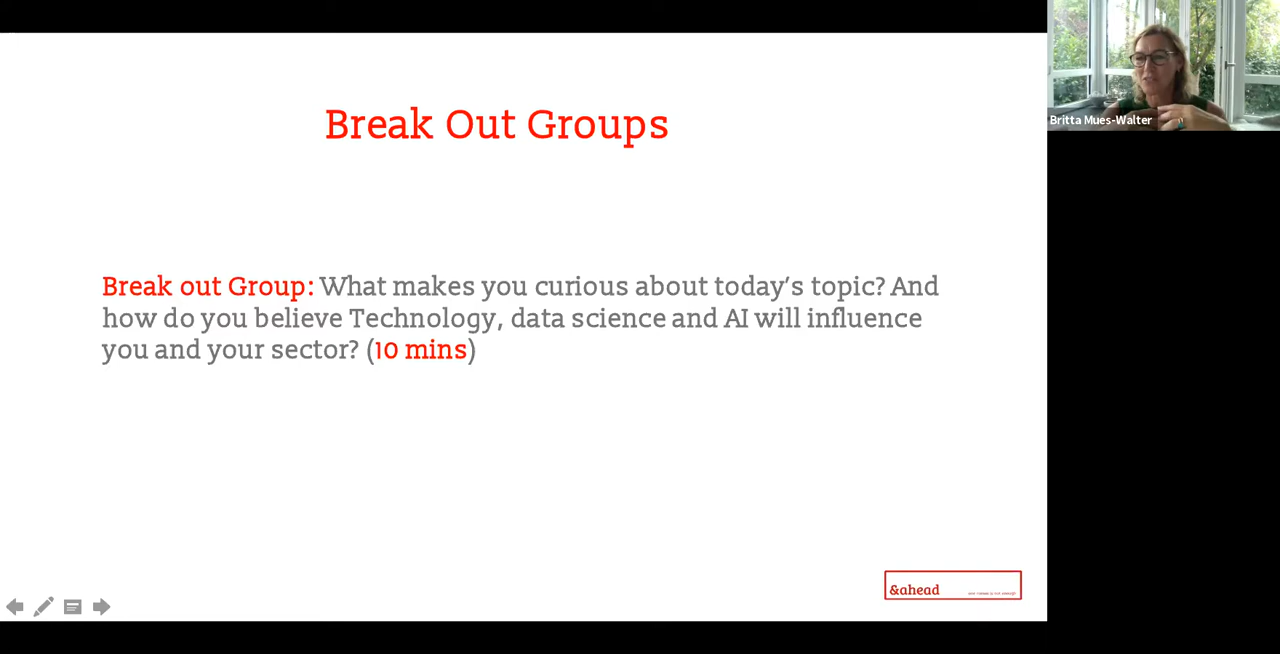 Break Out Groups
Britta Mues-Walter
Break out Group: What makes you curious about today's topic? And
how do you believe Technology, data science and AI will influence
you and your sector? (10 mins)
&ahead